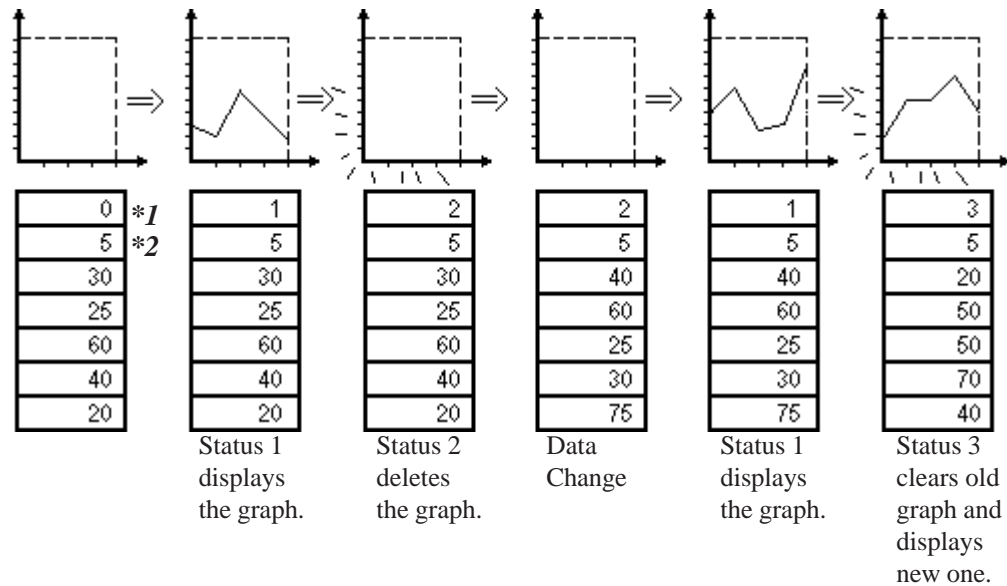 0 *1
5 *2
30
25
60
40
20
1
5
30
25
60
40
20
Status 1
displays
the graph.
2
5
30
25
60
40
20
Status 2
deletes
the graph.
2
5
40
60
25
30
75
Data
Change
1
5
40
60
25
30
75
Status 1
displays
the graph.
3
5
20
50
50
70
40
Status 3
clears old
graph and
displays
new one.